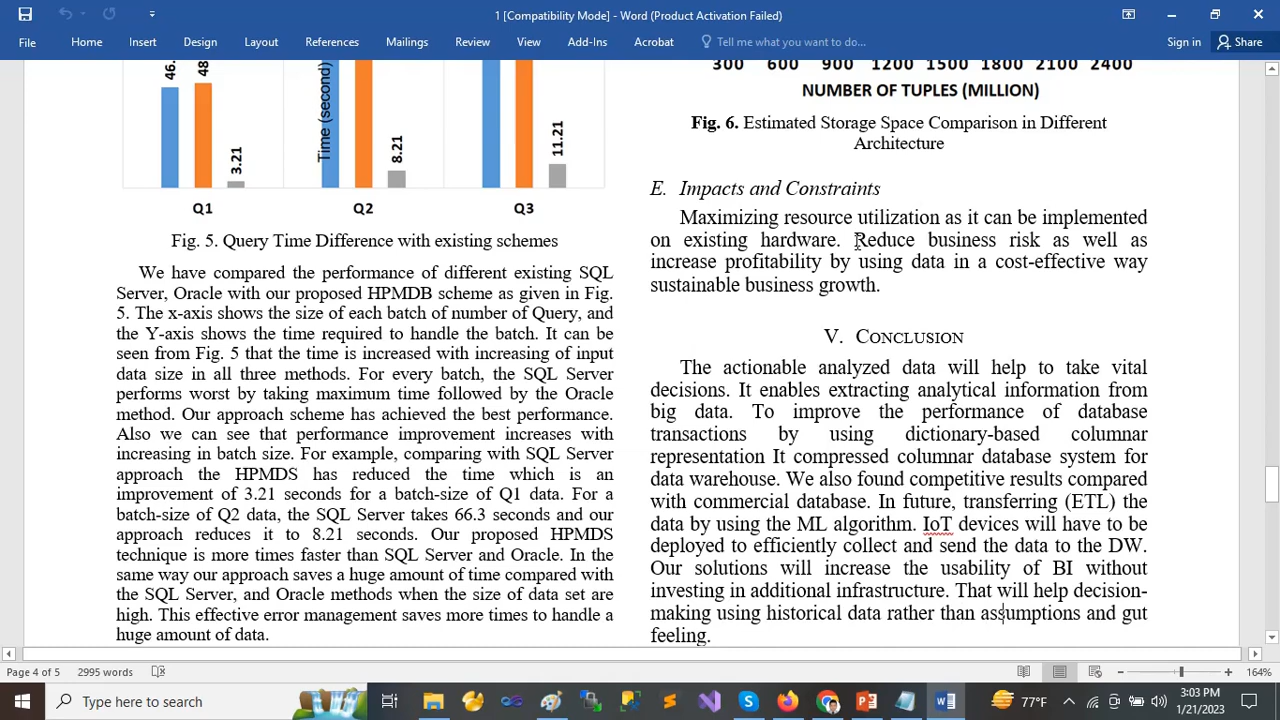 1 [Compatibility Mode] - Word (Product Activation Failed)
File Home Insert Design Layout References Mailings Review View Add-Ins Acrobat Tell me what you want to do... Sign in Share
46.
48
3.21
Time (second)
8.21
11.21
Q1 Q2 Q3
Fig. 5. Query Time Difference with existing schemes
We have compared the performance of different existing SQL
Server, Oracle with our proposed HPMDB scheme as given in Fig.
5. The x-axis shows the size of each batch of number of Query, and
the Y-axis shows the time required to handle the batch. It can be
seen from Fig. 5 that the time is increased with increasing of input
data size in all three methods. For every batch, the SQL Server
performs worst by taking maximum time followed by the Oracle
method. Our approach scheme has achieved the best performance.
Also we can see that performance improvement increases with
increasing in batch size. For example, comparing with SQL Server
approach the HPMDS has reduced the time which is an
improvement of 3.21 seconds for a batch-size of Q1 data. For a
batch-size of Q2 data, the SQL Server takes 66.3 seconds and our
approach reduces it to 8.21 seconds. Our proposed HPMDS
technique is more times faster than SQL Server and Oracle. In the
same way our approach saves a huge amount of time compared with
the SQL Server, and Oracle methods when the size of data set are
high. This effective error management saves more times to handle a
huge amount of data.
300 600 900 1200 1500 1800 2100 2400
NUMBER OF TUPLES (MILLION)
Fig. 6. Estimated Storage Space Comparison in Different
Architecture
E. Impacts and Constraints
Maximizing resource utilization as it can be implemented
on existing hardware. Reduce business risk as well as
increase profitability by using data in a cost-effective way
sustainable business growth.
V. CONCLUSION
The actionable analyzed data will help to take vital
decisions. It enables extracting analytical information from
big data. To improve the performance of database
transactions by using dictionary-based columnar
representation It compressed columnar database system for
data warehouse. We also found competitive results compared
with commercial database. In future, transferring (ETL) the
data by using the ML algorithm. IoT devices will have to be
deployed to efficiently collect and send the data to the DW.
Our solutions will increase the usability of BI without
investing in additional infrastructure. That will help decision-
making using historical data rather than assumptions and gut
feeling.
Page 4 of 5 2995 words 164%
Type here to search 77°F 3:03 PM
1/21/2023